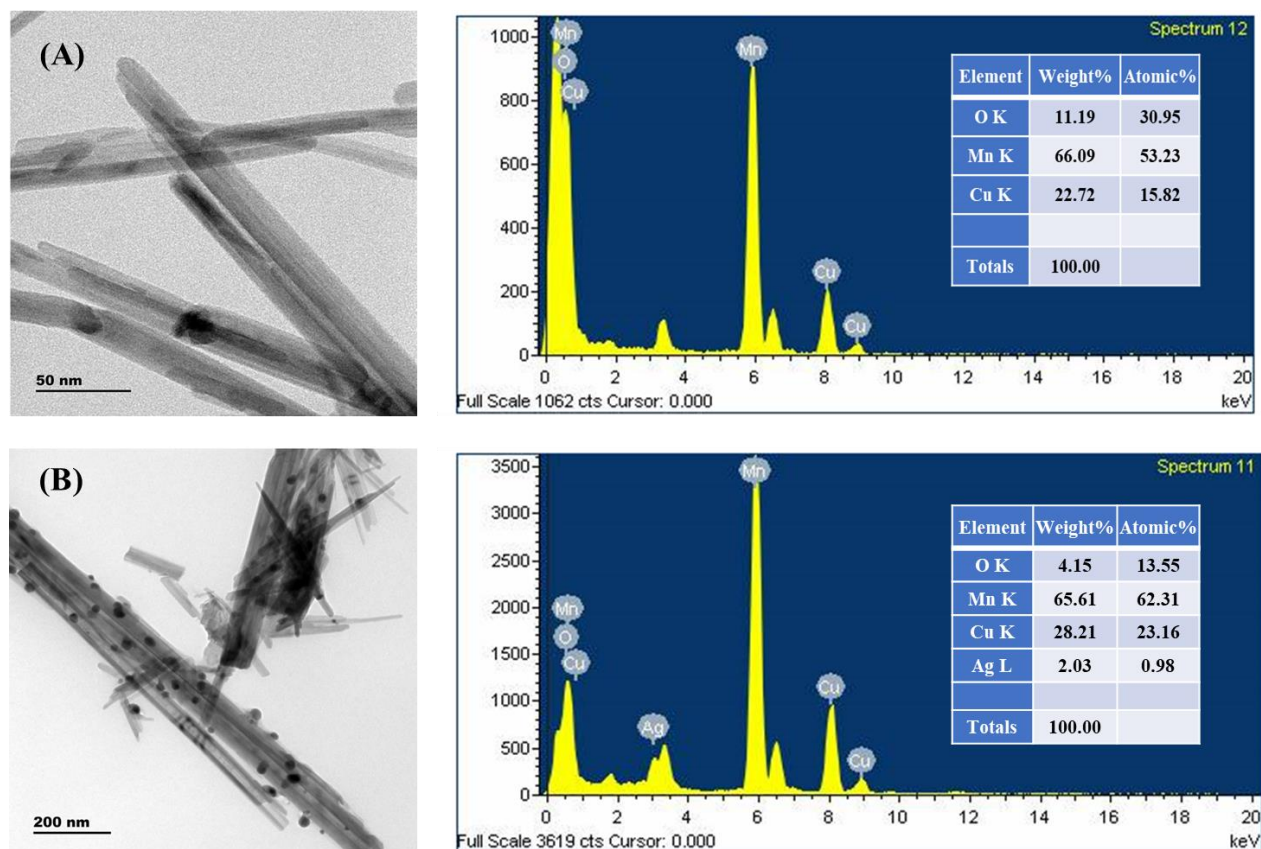 (A)
50 nm
Spectrum 12
Mn
O
Cu
Mn
Cu
Cu
1000
800
600
400
200
0
0 2 4 6 8 10 12 14 16 18 20
Full Scale 1062 cts Cursor: 0.000 keV
Element Weight% Atomic%
O K 11.19 30.95
Mn K 66.09 53.23
Cu K 22.72 15.82
Totals 100.00
(B)
200 nm
Spectrum 11
Mn
O
Cu
Ag
Mn
Cu
Cu
3500
3000
2500
2000
1500
1000
500
0
0 2 4 6 8 10 12 14 16 18 20
Full Scale 3619 cts Cursor: 0.000 keV
Element Weight% Atomic%
O K 4.15 13.55
Mn K 65.61 62.31
Cu K 28.21 23.16
Ag L 2.03 0.98
Totals 100.00